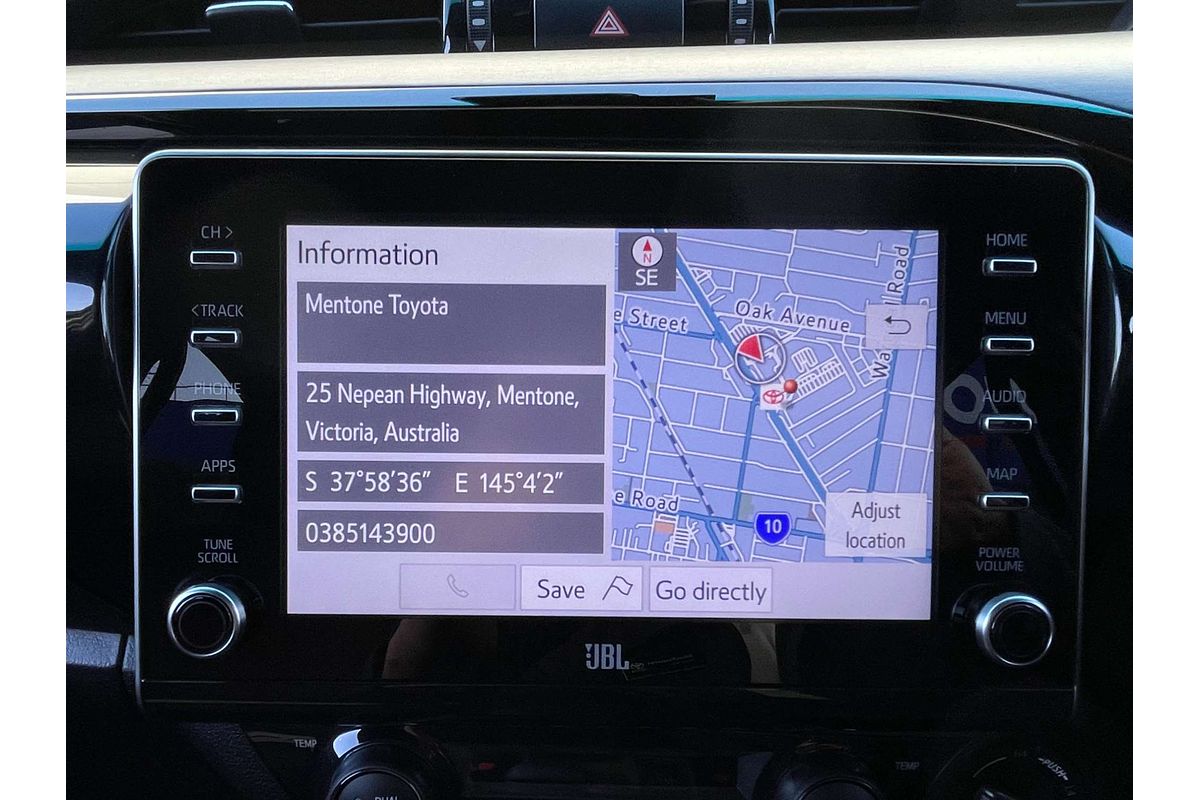 CH >
< TRACK
PHONE
APPS
TUNE
SCROLL
Information
Mentone Toyota
25 Nepean Highway, Mentone,
Victoria, Australia
S 37°58'36" E 145°4'2"
0385143900
Save
Go directly
N
SE
Oak Avenue
e Street
Road
e Road
10
Adjust
location
HOME
MENU
AUDIO
MAP
POWER
VOLUME
JBL
TEMP
DUAL
TEMP
PUSH